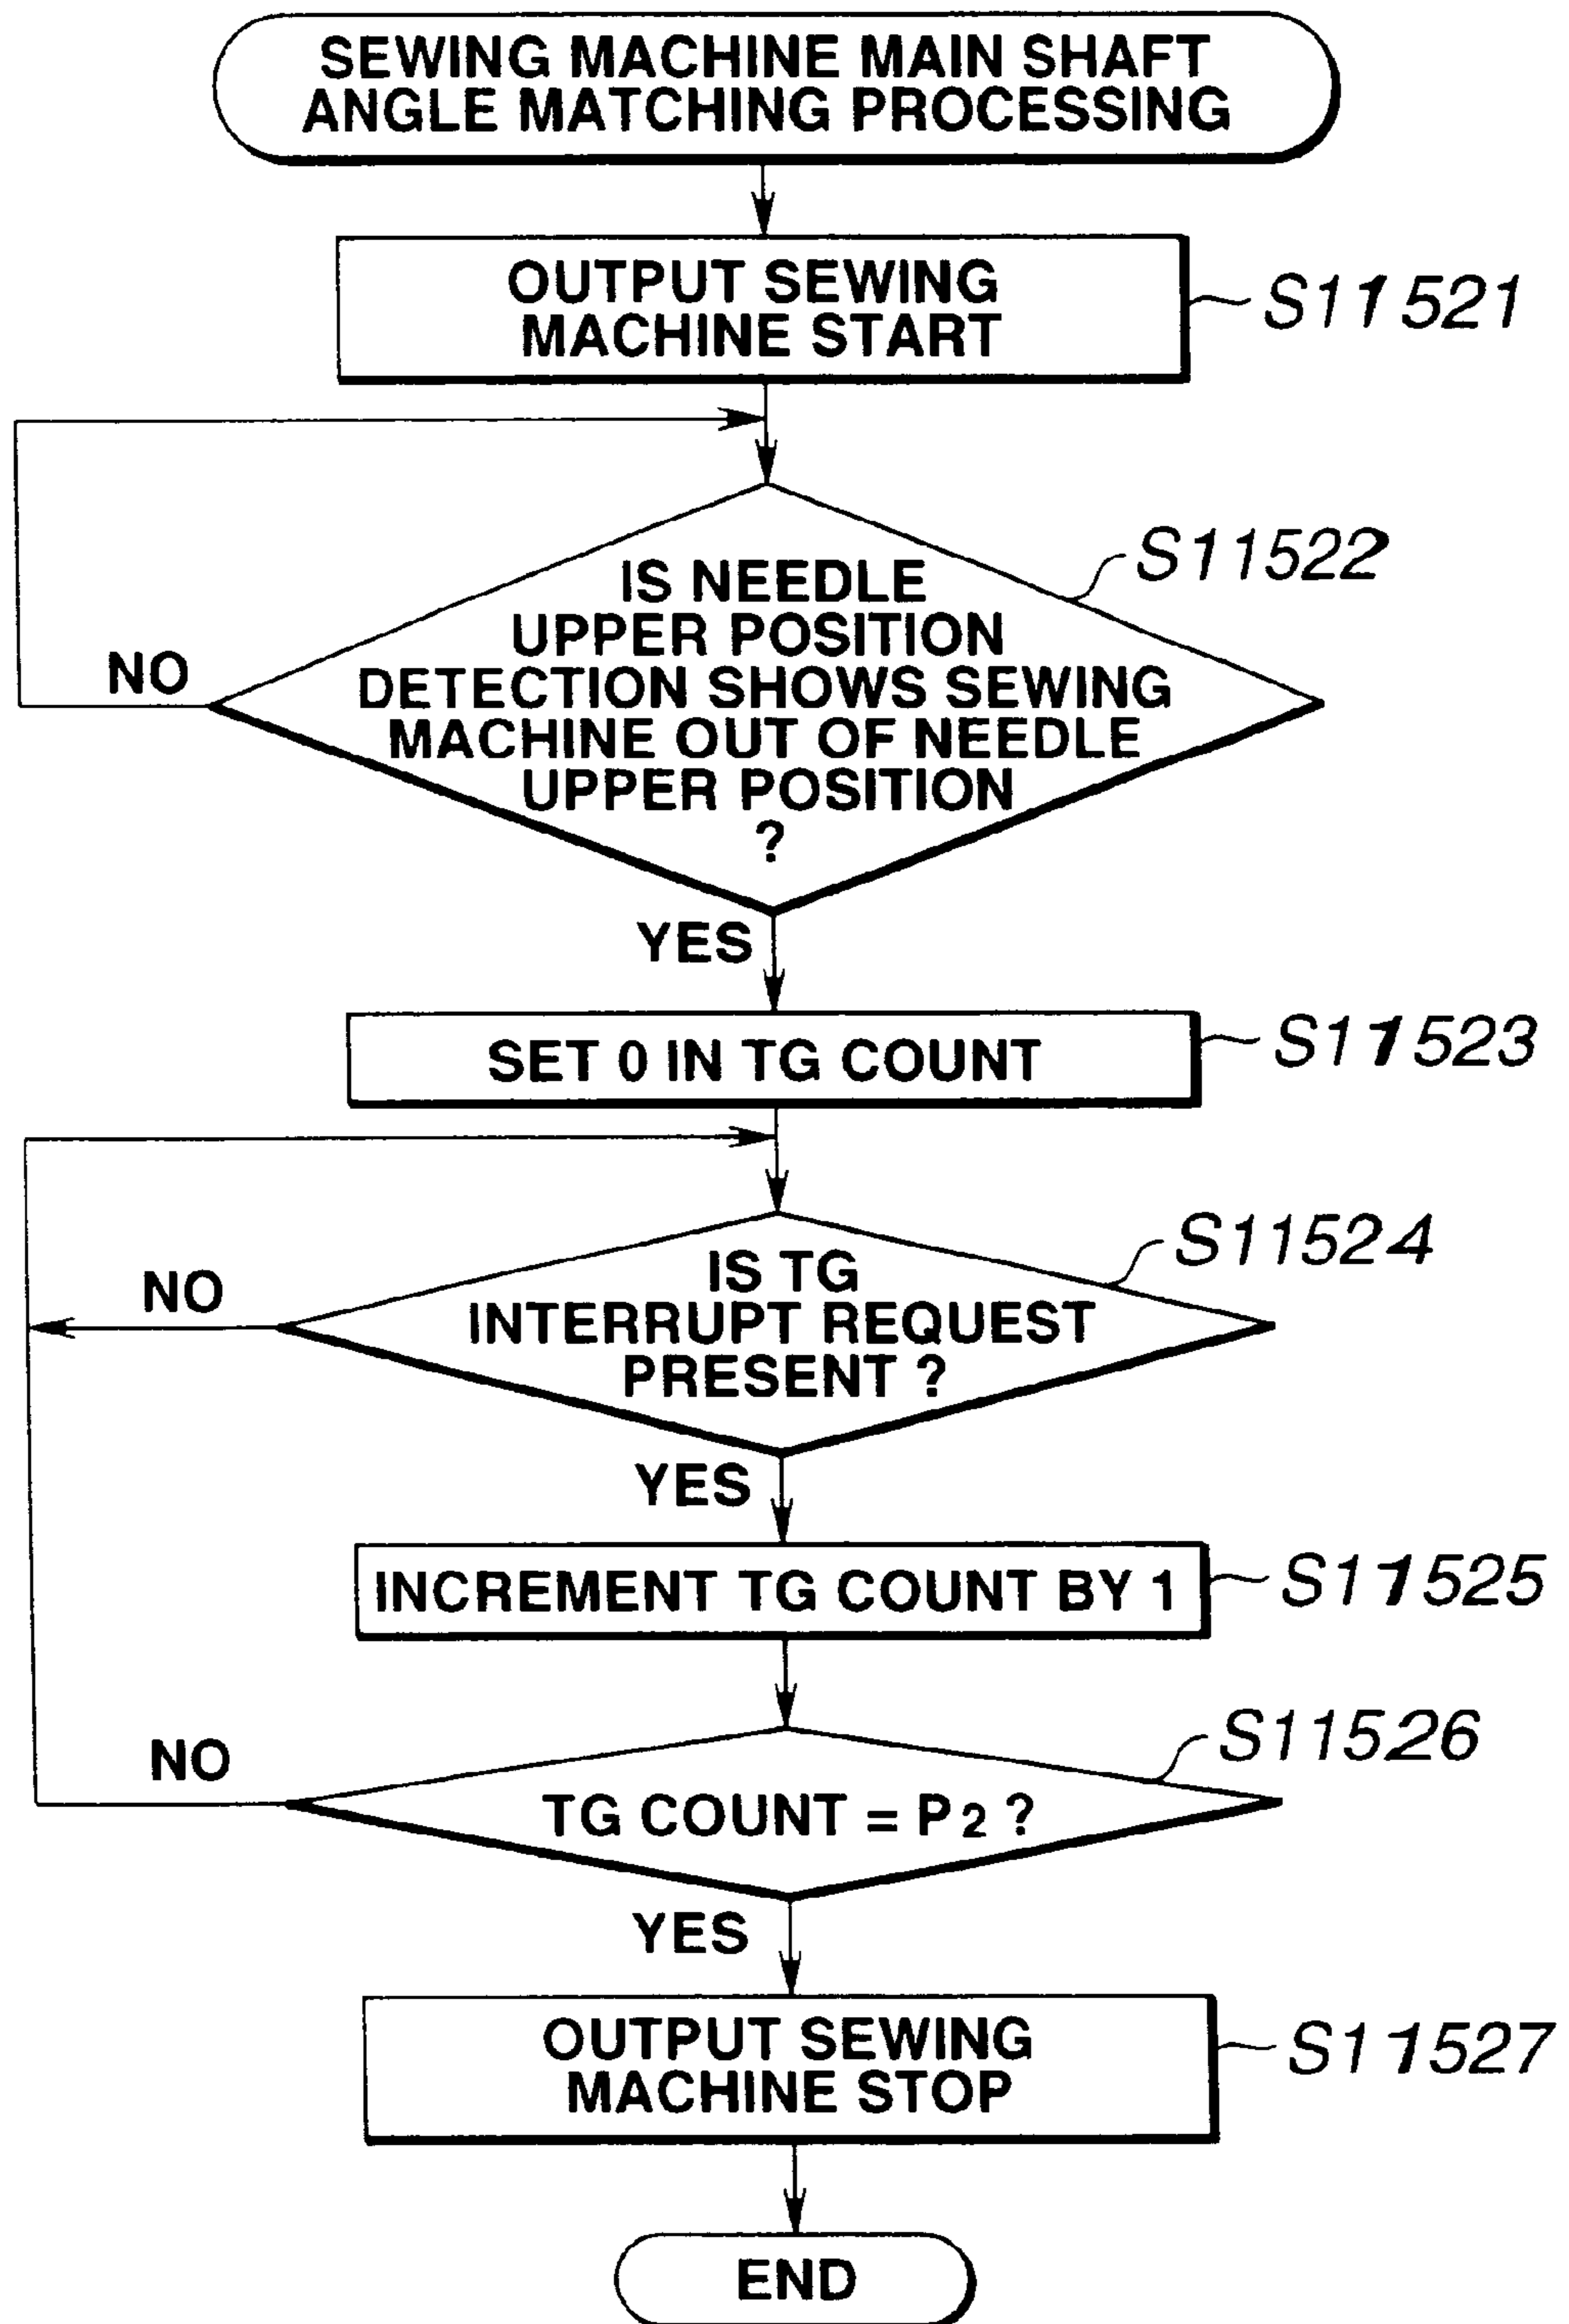 SEWING MACHINE MAIN SHAFT
ANGLE MATCHING PROCESSING
OUTPUT SEWING
MACHINE START
S11521
S11522
IS NEEDLE
UPPER POSITION
DETECTION SHOWS SEWING
MACHINE OUT OF NEEDLE
UPPER POSITION
?
NO
YES
SET 0 IN TG COUNT
S11523
S11524
IS TG
INTERRUPT REQUEST
PRESENT ?
NO
YES
INCREMENT TG COUNT BY 1
S11525
S11526
TG COUNT = P2 ?
NO
YES
OUTPUT SEWING
MACHINE STOP
S11527
END